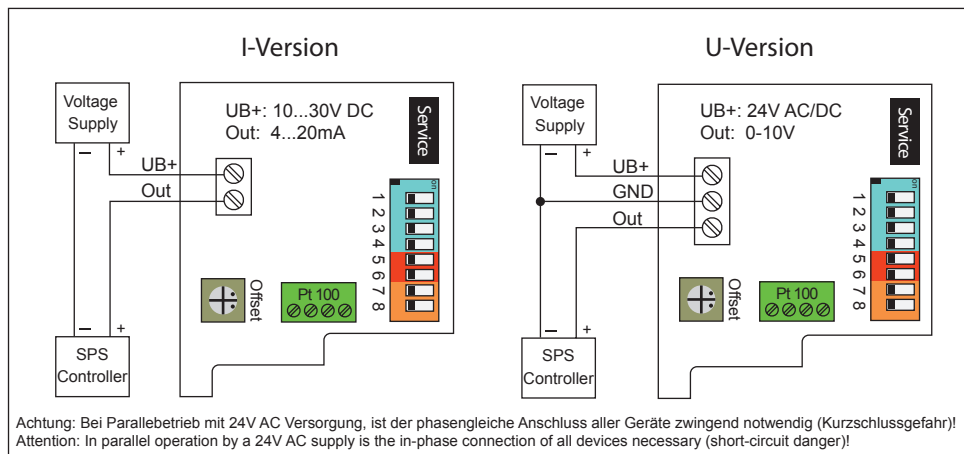 I-Version
Voltage
Supply
–
+
UB+: 10...30V DC
Out: 4...20mA
Service
UB+
Out
on
1
2
3
4
5
6
7
8
Offset
Pt 100
–
+
SPS
Controller
U-Version
Voltage
Supply
–
+
UB+: 24V AC/DC
Out: 0-10V
Service
UB+
GND
Out
on
1
2
3
4
5
6
7
8
Offset
Pt 100
–
+
SPS
Controller
Achtung: Bei Parallebetrieb mit 24V AC Versorgung, ist der phasengleiche Anschluss aller Geräte zwingend notwendig (Kurzschlussgefahr)!
Attention: In parallel operation by a 24V AC supply is the in-phase connection of all devices necessary (short-circuit danger)!